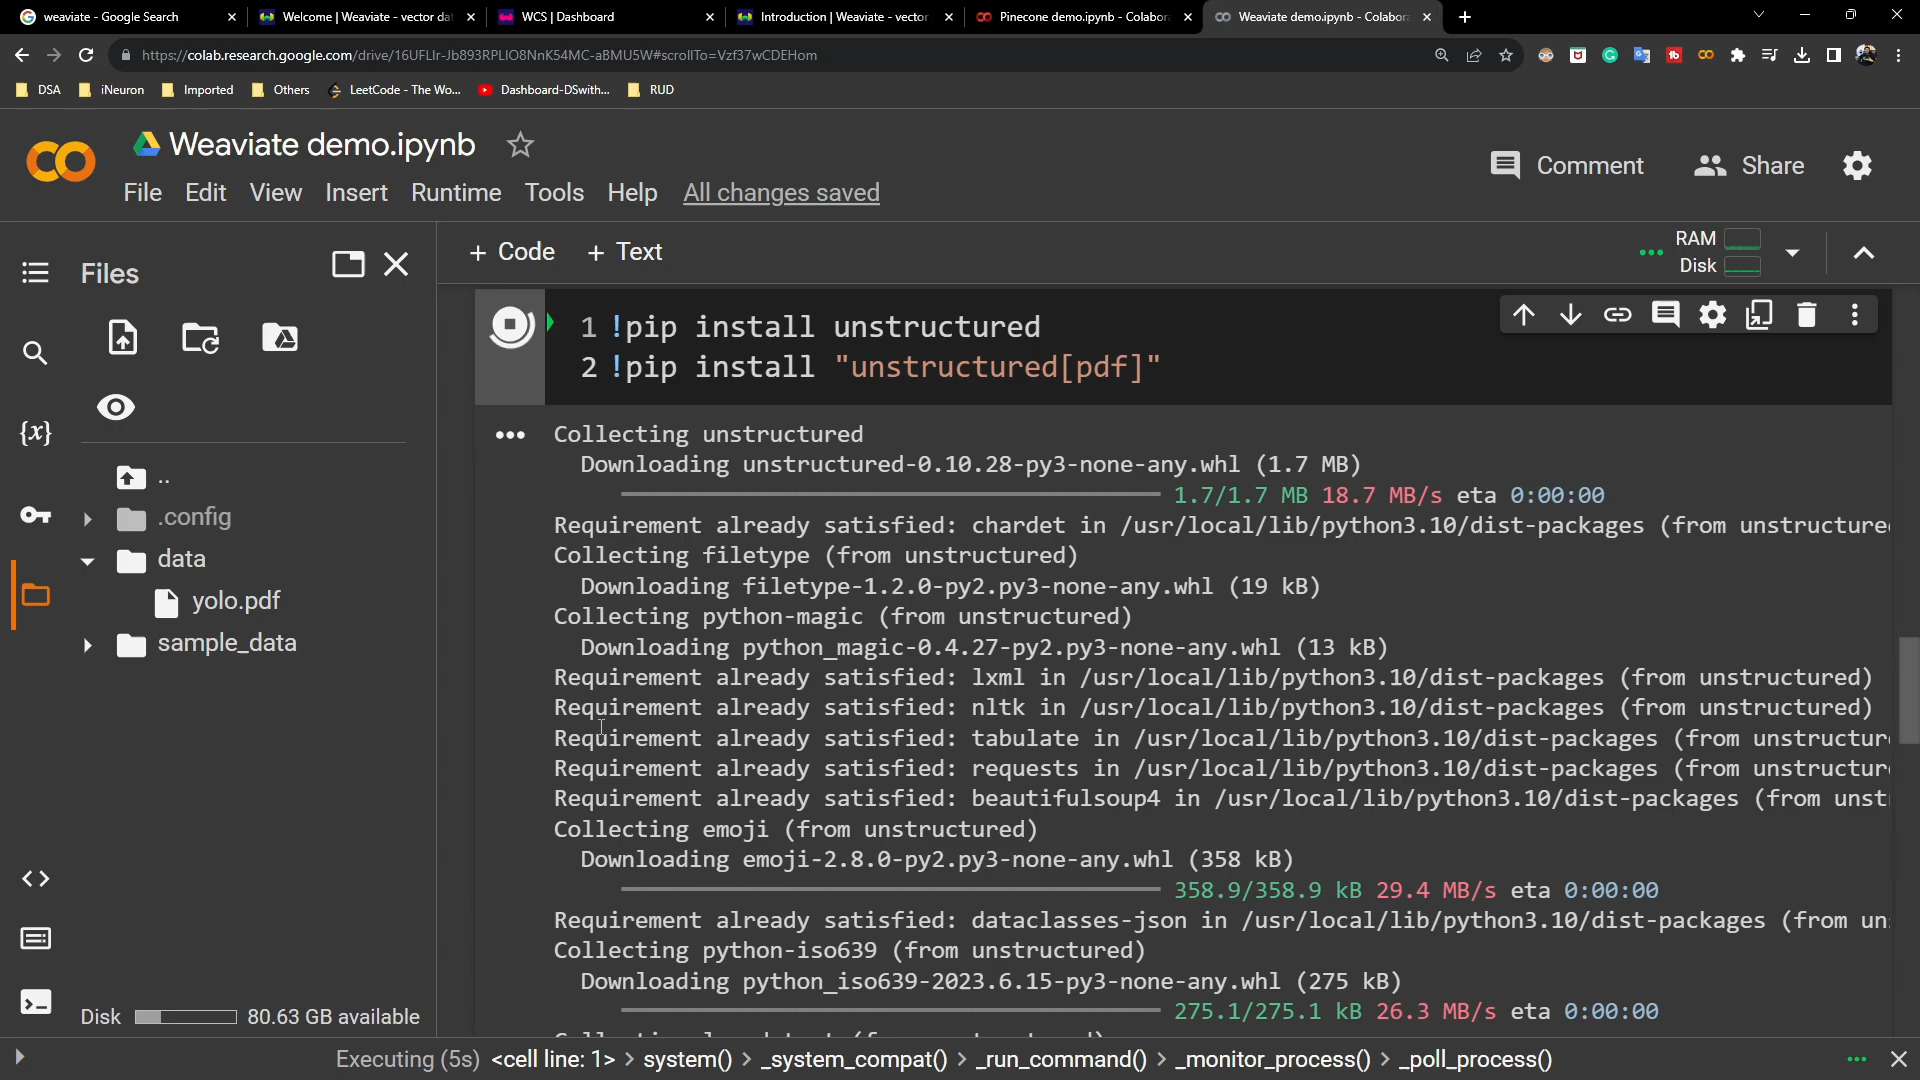 weaviate - Google Search
Welcome | Weaviate - vector dat
WCS | Dashboard
Introduction | Weaviate - vector
Pinecone demo.ipynb - Colabora
Weaviate demo.ipynb - Colabora
https://colab.research.google.com/drive/16UFLIr-Jb893RPLIO8NnK54MC-aBMU5W#scrollTo=Vzf37wCDEHom
DSA
iNeuron
Imported
Others
LeetCode - The Wo...
Dashboard-DSwith...
RUD
Weaviate demo.ipynb
File Edit View Insert Runtime Tools Help All changes saved
Comment
Share
Files
+ Code + Text
RAM
Disk
1 !pip install unstructured
2 !pip install "unstructured[pdf]"
{x}
..
.config
data
yolo.pdf
sample_data
Collecting unstructured
Downloading unstructured-0.10.28-py3-none-any.whl (1.7 MB)
1.7/1.7 MB 18.7 MB/s eta 0:00:00
Requirement already satisfied: chardet in /usr/local/lib/python3.10/dist-packages (from unstructure
Collecting filetype (from unstructured)
Downloading filetype-1.2.0-py2.py3-none-any.whl (19 kB)
Collecting python-magic (from unstructured)
Downloading python_magic-0.4.27-py2.py3-none-any.whl (13 kB)
Requirement already satisfied: lxml in /usr/local/lib/python3.10/dist-packages (from unstructured)
Requirement already satisfied: nltk in /usr/local/lib/python3.10/dist-packages (from unstructured)
Requirement already satisfied: tabulate in /usr/local/lib/python3.10/dist-packages (from unstructur
Requirement already satisfied: requests in /usr/local/lib/python3.10/dist-packages (from unstructur
Requirement already satisfied: beautifulsoup4 in /usr/local/lib/python3.10/dist-packages (from unst
Collecting emoji (from unstructured)
Downloading emoji-2.8.0-py2.py3-none-any.whl (358 kB)
358.9/358.9 kB 29.4 MB/s eta 0:00:00
Requirement already satisfied: dataclasses-json in /usr/local/lib/python3.10/dist-packages (from un
Collecting python-iso639 (from unstructured)
Downloading python_iso639-2023.6.15-py3-none-any.whl (275 kB)
275.1/275.1 kB 26.3 MB/s eta 0:00:00
Disk 80.63 GB available
Executing (5s) <cell line: 1> > system() > _system_compat() > _run_command() > _monitor_process() > _poll_process()